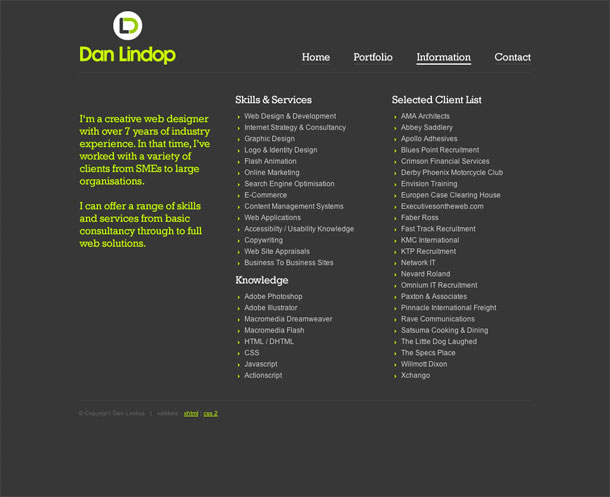 LD
Dan Lindop
Home Portfolio Information Contact
I'm a creative web designer
with over 7 years of industry
experience. In that time, I've
worked with a variety of
clients from SMEs to large
organisations.
I can offer a range of skills
and services from basic
consultancy through to full
web solutions.
Skills & Services
Web Design & Development
Internet Strategy & Consultancy
Graphic Design
Logo & Identity Design
Flash Animation
Online Marketing
Search Engine Optimisation
E-Commerce
Content Management Systems
Web Applications
Accessibilty / Usability Knowledge
Copywriting
Web Site Appraisals
Business To Business Sites
Knowledge
Adobe Photoshop
Adobe Illustrator
Macromedia Dreamweaver
Macromedia Flash
HTML / DHTML
CSS
Javascript
Actionscript
Selected Client List
AMA Architects
Abbey Saddlery
Apollo Adhesives
Blues Point Recruitment
Crimson Financial Services
Derby Phoenix Motorcycle Club
Envision Training
European Case Clearing House
Executivesontheweb.com
Faber Ross
Fast Track Recruitment
KMC International
KTP Recruitment
Network IT
Nevard Roland
Omnium IT Recruitment
Paxton & Associates
Pinnacle International Freight
Rave Communications
Satsuma Cooking & Dining
The Little Dog Laughed
The Specs Place
Willmott Dixon
Xchango
© Copyright Dan Lindop | validate | xhtml | css 2